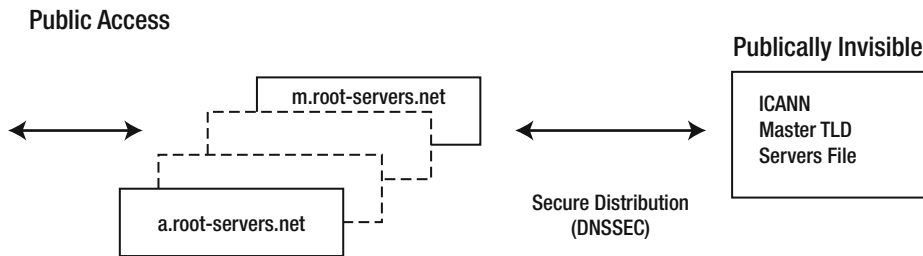 Public Access
Publically Invisible
m.root-servers.net
ICANN
Master TLD
Servers File
a.root-servers.net
Secure Distribution
(DNSSEC)